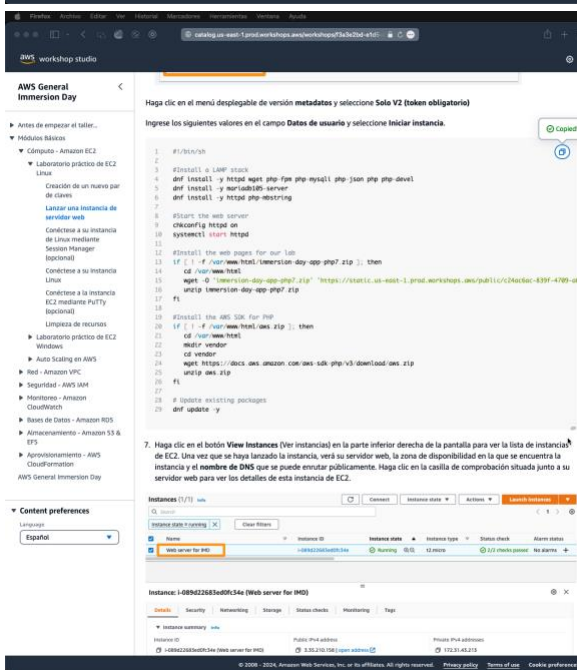 Firefox Archivo Editar Ver Historial Marcadores Herramientas Ventana Ayuda
aws workshop studio
AWS General
Immersion Day
Antes de empezar el taller...
Módulos Básicos
Cómputo - Amazon EC2
Laboratorio práctico de EC2
Linux
Creación de un nuevo par
de claves
Lanzar una instancia de
servidor web
Conéctese a su instancia
de Linux mediante
Session Manager
(opcional)
Conéctese a su instancia
Linux
Conéctese a la instancia
EC2 mediante PuTTy
(opcional)
Limpieza de recursos
Laboratorio práctico de EC2
Windows
Auto Scaling en AWS
Red - Amazon VPC
Seguridad - AWS IAM
Monitoreo - Amazon
CloudWatch
Bases de Datos - Amazon RDS
Almacenamiento - Amazon S3 &
EFS
Aprovisionamiento - AWS
CloudFormation
AWS General Immersion Day
Content preferences
Language
Español
Haga clic en el menú desplegable de versión metadatos y seleccione Solo V2 (token obligatorio)
Ingrese los siguientes valores en el campo Datos de usuario y seleccione Iniciar instancia.
Copied
1 #!/bin/sh
2
3 #Install a LAMP stack
4 dnf install -y httpd wget php-fpm php-mysqli php-json php php-devel
5 dnf install -y mariadb105-server
6 dnf install -y httpd php-mbstring
7
8 #Start the web server
9 chkconfig httpd on
10 systemctl start httpd
11
12 #Install the web pages for our lab
13 if [ ! -f /var/www/html/immersion-day-app-php7.zip ]; then
14 cd /var/www/html
15 wget -O 'immersion-day-app-php7.zip' 'https://static.us-east-1.prod.workshops.aws/public/
16 unzip immersion-day-app-php7.zip
17 fi
18
19 #Install the AWS SDK for PHP
20 if [ ! -f /var/www/html/aws.zip ]; then
21 cd /var/www/html
22 mkdir vendor
23 cd vendor
24 wget https://docs.aws.amazon.com/aws-sdk-php/v3/download/aws.zip
25 unzip aws.zip
26 fi
27
28 # Update existing packages
29 dnf update -y
7. Haga clic en el botón View Instances (Ver instancias) en la parte inferior derecha de la pantalla para ver la lista de instancias
de EC2. Una vez que se haya lanzado la instancia, verá su servidor web, la zona de disponibilidad en la que se encuentra la
instancia y el nombre de DNS que se puede enrutar públicamente. Haga clic en la casilla de comprobación situada junto a su
servidor web para ver los detalles de esta instancia de EC2.
Instances (1/1) Info Connect Instance state Actions Launch instances
Search
Instance state = running Clear filters
Name Instance ID Instance state Instance type Status check Alarm status
Web server for IMD Running t2.micro 2/2 checks passed No alarms
Instance: i-089d22683ed0fc34e (Web server for IMD)
Details Security Networking Storage Status checks Monitoring Tags
Instance summary Info
Instance ID Public IPv4 address Private IPv4 addresses
i-089d22683ed0fc34e (Web server for IMD) 3.35.210.158 | open address 172.31.43.213
© 2008 - 2024, Amazon Web Services, Inc. or its affiliates. All rights reserved. Privacy policy Terms of use Cookie preferences